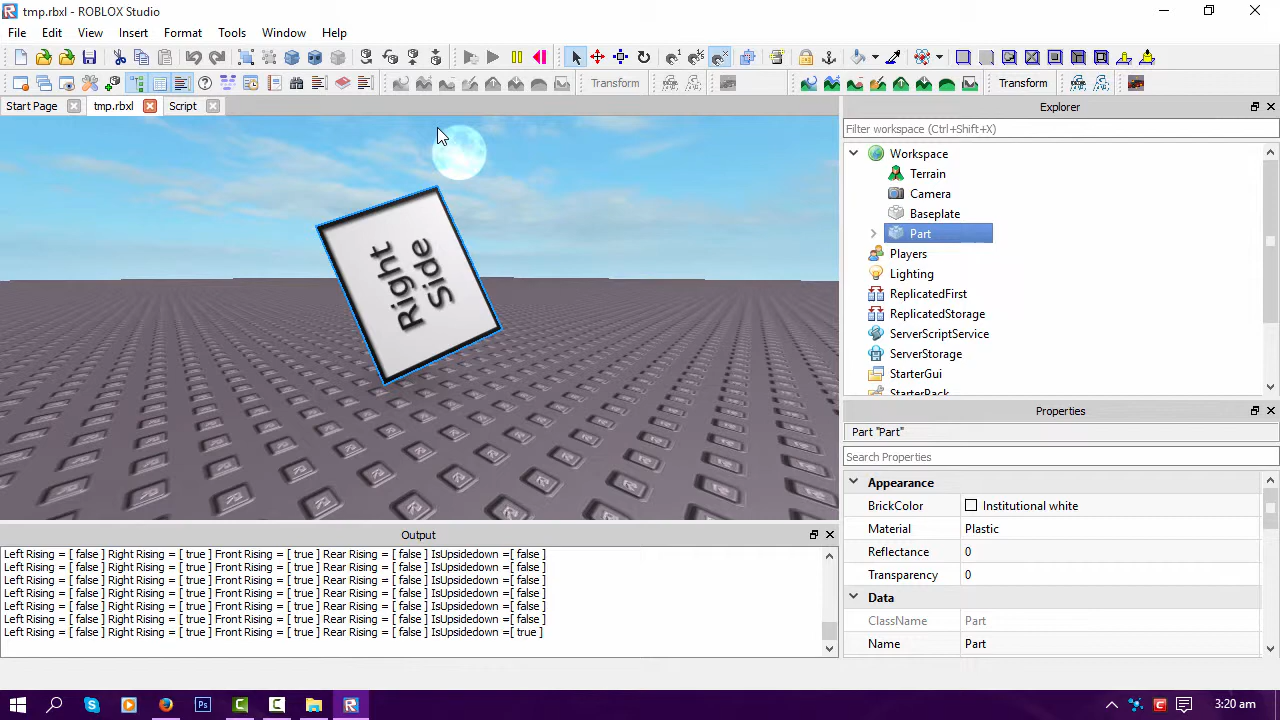 tmp.rbxl - ROBLOX Studio
File Edit View Insert Format Tools Window Help
Transform
Transform
Start Page tmp.rbxl Script
Right
Side
Explorer
Filter workspace (Ctrl+Shift+X)
Workspace
Terrain
Camera
Baseplate
Part
Players
Lighting
ReplicatedFirst
ReplicatedStorage
ServerScriptService
ServerStorage
StarterGui
StarterPack
Properties
Part "Part"
Search Properties
Appearance
BrickColor Institutional white
Material Plastic
Reflectance 0
Transparency 0
Data
ClassName Part
Name Part
Output
Left Rising = [ false ] Right Rising = [ true ] Front Rising = [ true ] Rear Rising = [ false ] IsUpsidedown =[ false ]
Left Rising = [ false ] Right Rising = [ true ] Front Rising = [ true ] Rear Rising = [ false ] IsUpsidedown =[ false ]
Left Rising = [ false ] Right Rising = [ true ] Front Rising = [ true ] Rear Rising = [ false ] IsUpsidedown =[ false ]
Left Rising = [ false ] Right Rising = [ true ] Front Rising = [ true ] Rear Rising = [ false ] IsUpsidedown =[ false ]
Left Rising = [ false ] Right Rising = [ true ] Front Rising = [ true ] Rear Rising = [ false ] IsUpsidedown =[ false ]
Left Rising = [ false ] Right Rising = [ true ] Front Rising = [ true ] Rear Rising = [ false ] IsUpsidedown =[ false ]
Left Rising = [ false ] Right Rising = [ true ] Front Rising = [ true ] Rear Rising = [ false ] IsUpsidedown =[ true ]
3:20 am